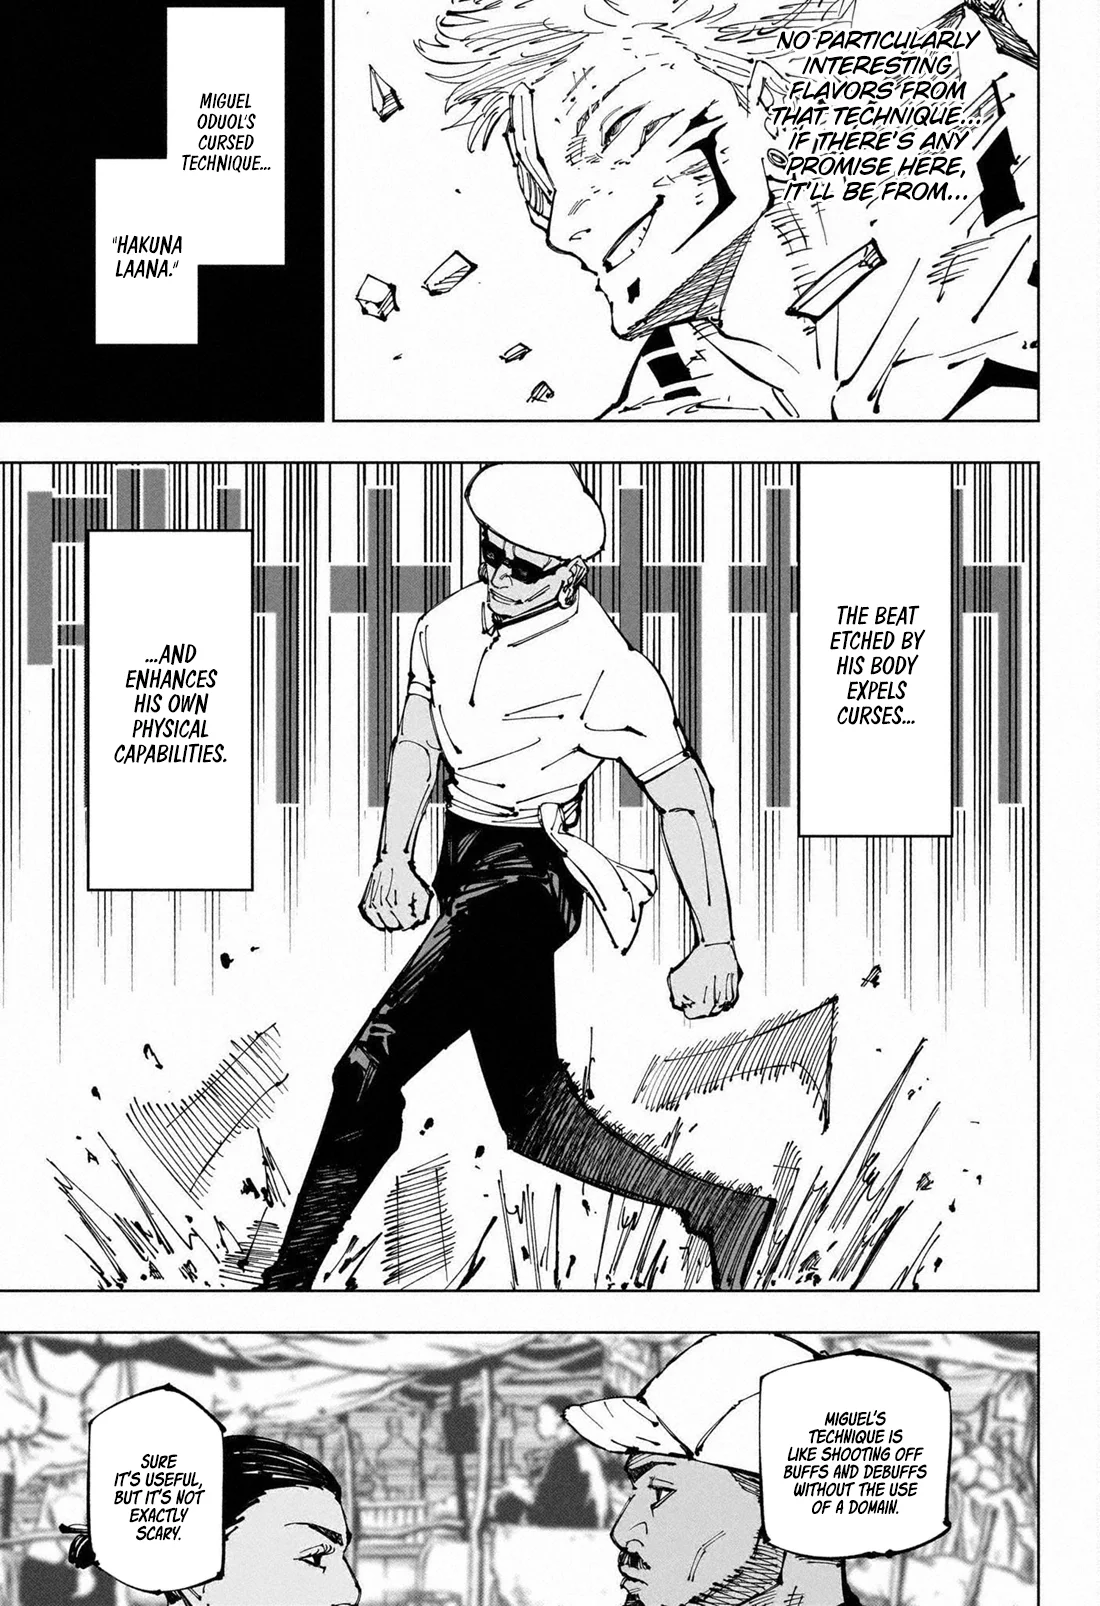 NO PARTICULARLY
INTERESTING
FLAVORS FROM
THAT TECHNIQUE...
IF THERE'S ANY
PROMISE HERE,
IT'LL BE FROM...
MIGUEL
ODUOL'S
CURSED
TECHNIQUE...
"HAKUNA
LAANA."
THE BEAT
ETCHED BY
HIS BODY
EXPELS
CURSES...
...AND
ENHANCES
HIS OWN
PHYSICAL
CAPABILITIES.
MIGUEL'S
TECHNIQUE IS
LIKE SHOOTING OFF
BUFFS AND DEBUFFS
WITHOUT THE USE
OF A DOMAIN.
SURE
IT'S USEFUL,
BUT IT'S NOT
EXACTLY
SCARY.